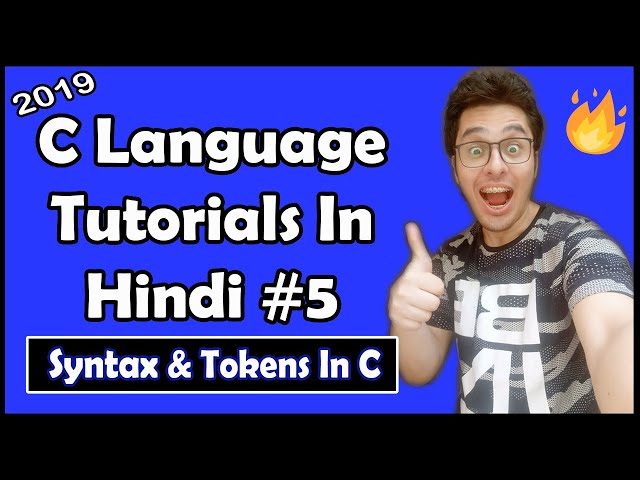 2019
C Language
Tutorials In
Hindi #5
Syntax & Tokens In C